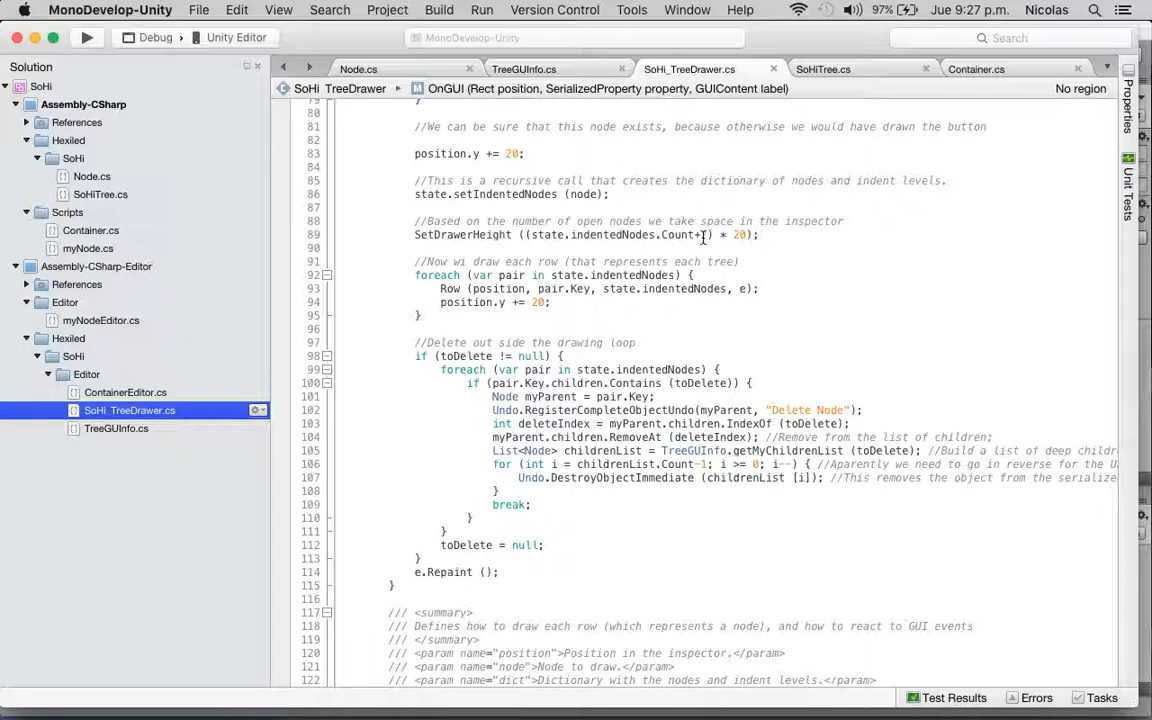 MonoDevelop-Unity File Edit View Search Project Build Run Version Control Tools Window Help 97% Jue 9:27 p.m. Nicolas
Debug Unity Editor MonoDevelop-Unity Search
Solution
SoHi
Assembly-CSharp
References
Hexiled
SoHi
Node.cs
SoHiTree.cs
Scripts
Container.cs
myNode.cs
Assembly-CSharp-Editor
References
Editor
myNodeEditor.cs
Hexiled
SoHi
Editor
ContainerEditor.cs
SoHi_TreeDrawer.cs
TreeGUInfo.cs
Node.cs TreeGUInfo.cs SoHi_TreeDrawer.cs SoHiTree.cs Container.cs
SoHi_TreeDrawer OnGUI (Rect position, SerializedProperty property, GUIContent label) No region
79 }
80
81 //We can be sure that this node exists, because otherwise we would have drawn the button
82
83 position.y += 20;
84
85 //This is a recursive call that creates the dictionary of nodes and indent levels.
86 state.setIndentedNodes (node);
87
88 //Based on the number of open nodes we take space in the inspector
89 SetDrawerHeight ((state.indentedNodes.Count+ ) * 20);
90
91 //Now wi draw each row (that represents each tree)
92 foreach (var pair in state.indentedNodes) {
93 Row (position, pair.Key, state.indentedNodes, e);
94 position.y += 20;
95 }
96
97 //Delete out side the drawing loop
98 if (toDelete != null) {
99 foreach (var pair in state.indentedNodes) {
100 if (pair.Key.children.Contains (toDelete)) {
101 Node myParent = pair.Key;
102 Undo.RegisterCompleteObjectUndo(myParent, "Delete Node");
103 int deleteIndex = myParent.children.IndexOf (toDelete);
104 myParent.children.RemoveAt (deleteIndex); //Remove from the list of children;
105 List<Node> childrenList = TreeGUInfo.getMyChildrenList (toDelete); //Build a list of deep childr
106 for (int i = childrenList.Count-1; i >= 0; i--) { //Aparently we need to go in reverse for the U
107 Undo.DestroyObjectImmediate (childrenList [i]); //This removes the object from the serialize
108 }
109 break;
110 }
111 }
112 toDelete = null;
113 }
114 e.Repaint ();
115 }
116
117 /// <summary>
118 /// Defines how to draw each row (which represents a node), and how to react to GUI events
119 /// </summary>
120 /// <param name="position">Position in the inspector.</param>
121 /// <param name="node">Node to draw.</param>
122 /// <param name="dict">Dictionary with the nodes and indent levels.</param>
Properties
Unit Tests
Test Results Errors Tasks